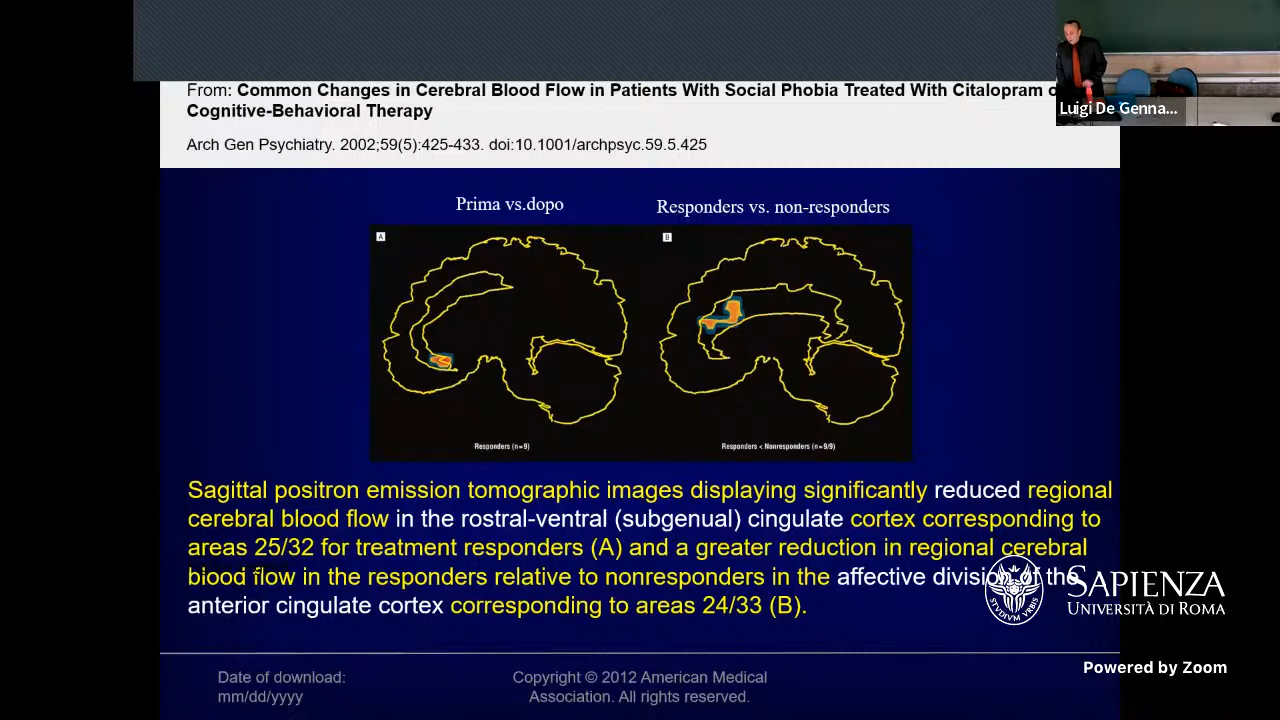 From: Common Changes in Cerebral Blood Flow in Patients With Social Phobia Treated With Citalopram
Cognitive-Behavioral Therapy
Arch Gen Psychiatry. 2002;59(5):425-433. doi:10.1001/archpsyc.59.5.425
Luigi De Genna...
Prima vs.dopo
Responders vs. non-responders
A
B
Responders (n=9)
Responders < Nonresponders (n=9/9)
Sagittal positron emission tomographic images displaying significantly reduced regional
cerebral blood flow in the rostral-ventral (subgenual) cingulate cortex corresponding to
areas 25/32 for treatment responders (A) and a greater reduction in regional cerebral
blood flow in the responders relative to nonresponders in the affective division of the
anterior cingulate cortex corresponding to areas 24/33 (B).
STVDIVM VRBIS
SAPIENZA
UNIVERSITÀ DI ROMA
Powered by Zoom
Date of download:
mm/dd/yyyy
Copyright © 2012 American Medical
Association. All rights reserved.